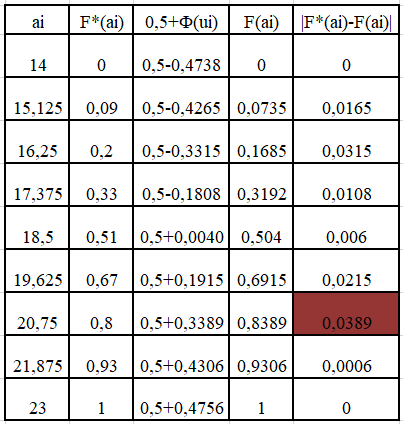 ai F*(ai) 0,5+Ф(ui) F(ai) |F*(ai)-F(ai)|
14 0 0,5-0,4738 0 0
15,125 0,09 0,5-0,4265 0,0735 0,0165
16,25 0,2 0,5-0,3315 0,1685 0,0315
17,375 0,33 0,5-0,1808 0,3192 0,0108
18,5 0,51 0,5+0,0040 0,504 0,006
19,625 0,67 0,5+0,1915 0,6915 0,0215
20,75 0,8 0,5+0,3389 0,8389 0,0389
21,875 0,93 0,5+0,4306 0,9306 0,0006
23 1 0,5+0,4756 1 0